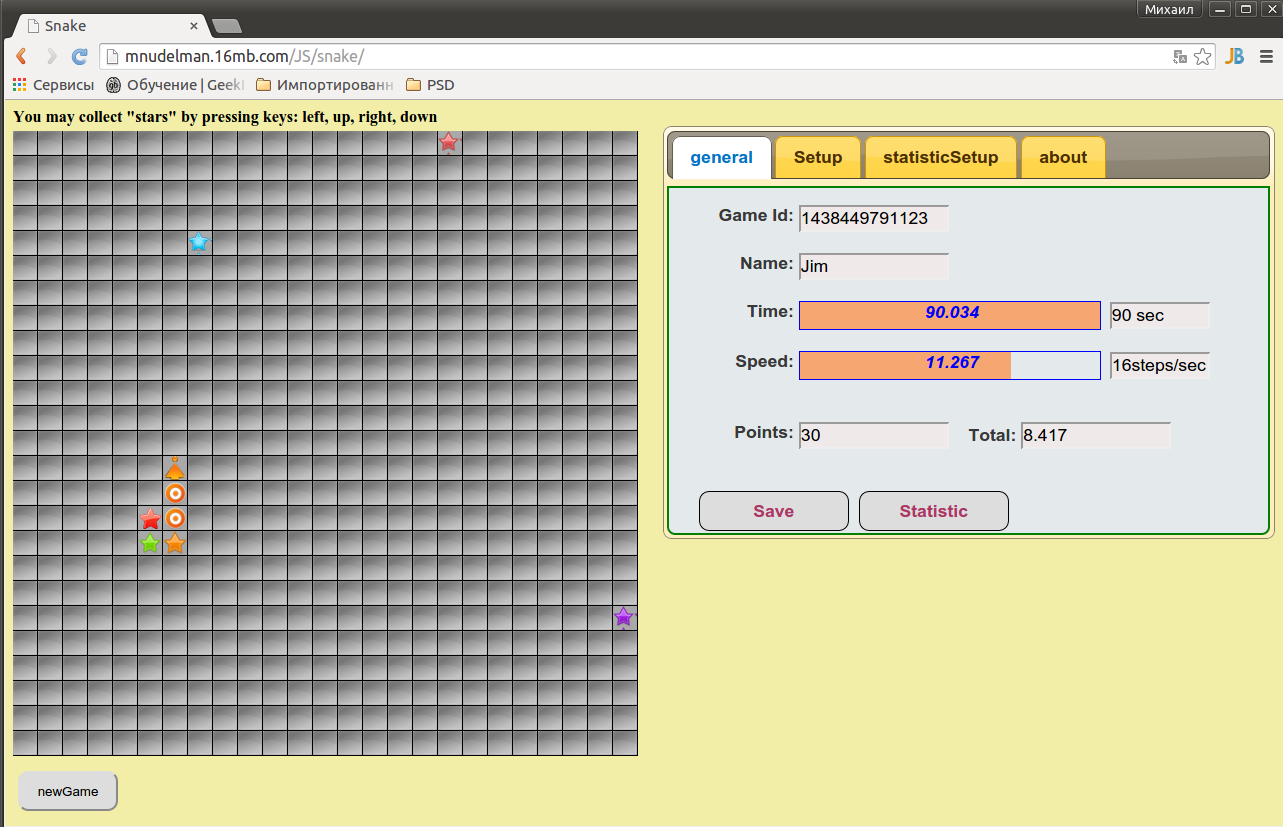 Михаил
Snake
mnudelman.16mb.com/JS/snake/
Сервисы Обучение | Geek Импортированн PSD
You may collect "stars" by pressing keys: left, up, right, down
general Setup statisticSetup about
Game Id: 1438449791123
Name: Jim
Time: 90.034 90 sec
Speed: 11.267 16steps/sec
Points: 30 Total: 8.417
Save Statistic
newGame